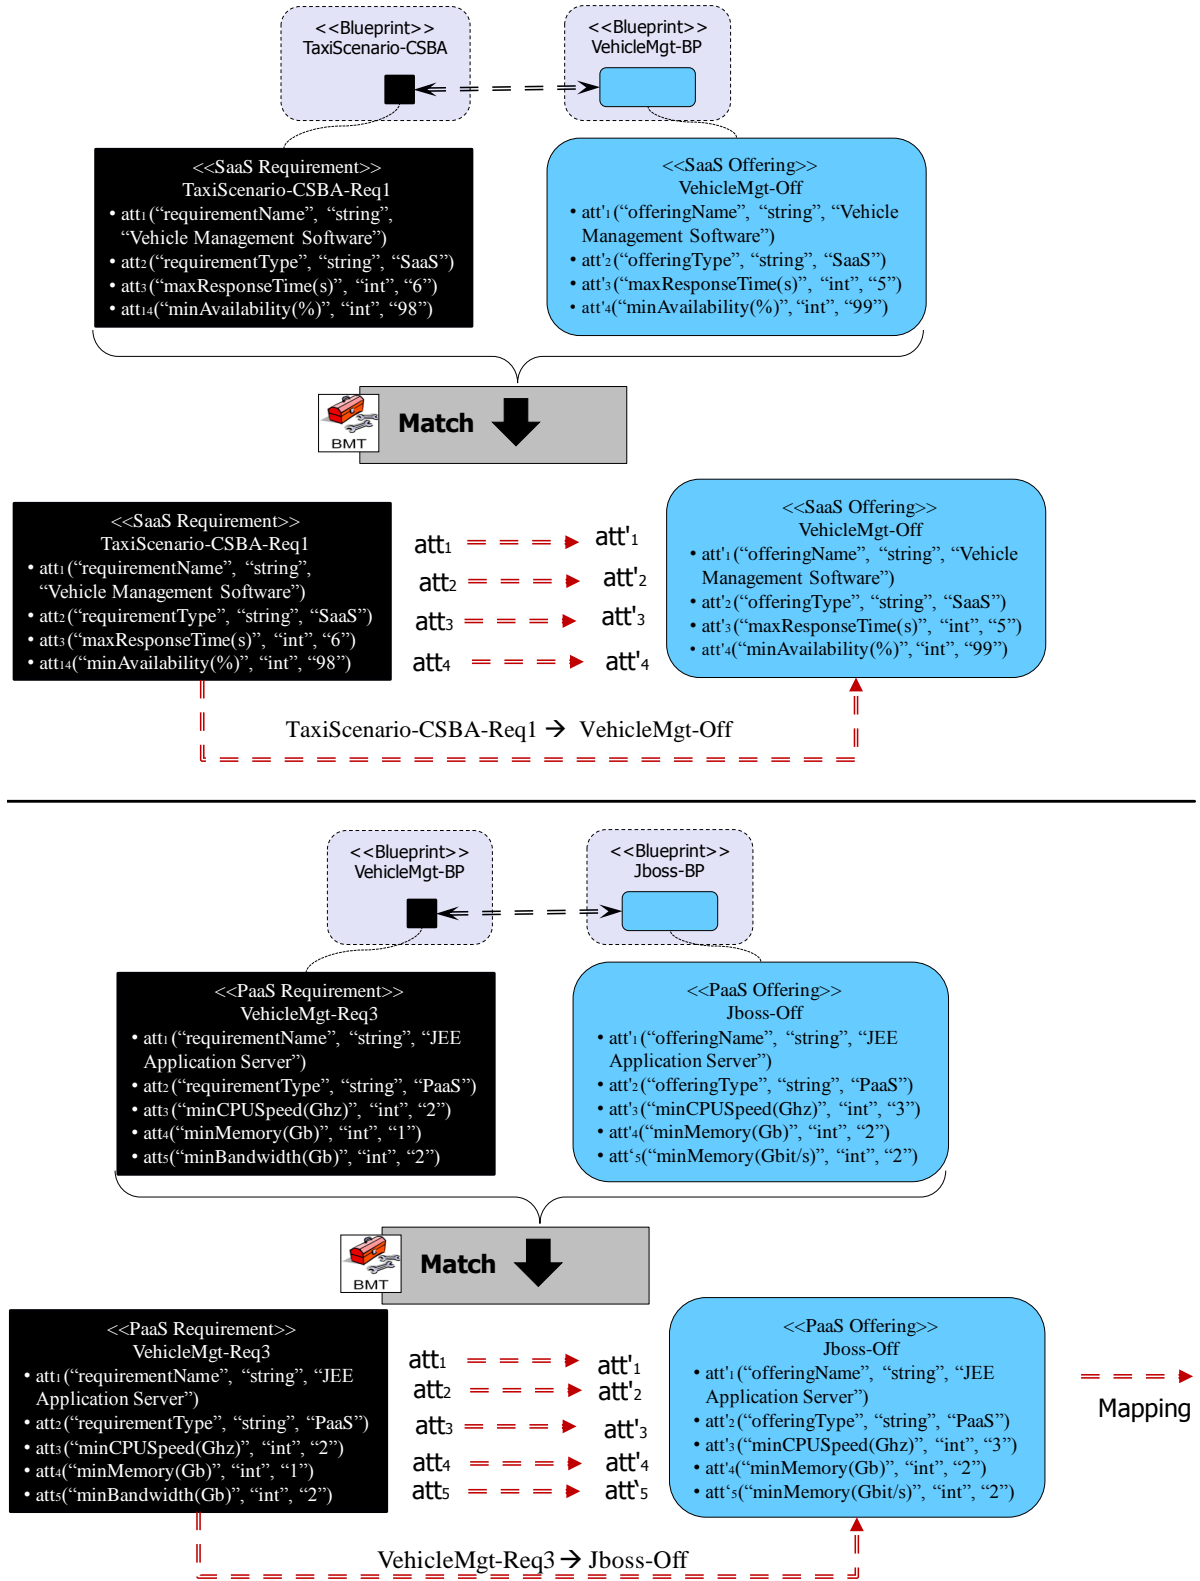 <<Blueprint>>
TaxiScenario-CSBA
<<Blueprint>>
VehicleMgt-BP
<<SaaS Requirement>>
TaxiScenario-CSBA-Req1
• att1 (“requirementName”, “string”,
“Vehicle Management Software”)
• att2 (“requirementType”, “string”, “SaaS”)
• att3 (“maxResponseTime(s)”, “int”, “6”)
• att14(“minAvailability(%)”, “int”, “98”)
<<SaaS Offering>>
VehicleMgt-Off
• att'1 (“offeringName”, “string”, “Vehicle
Management Software”)
• att'2 (“offeringType”, “string”, “SaaS”)
• att'3 (“maxResponseTime(s)”, “int”, “5”)
• att'4(“minAvailability(%)”, “int”, “99”)
BMT
Match
<<SaaS Requirement>>
TaxiScenario-CSBA-Req1
• att1 (“requirementName”, “string”,
“Vehicle Management Software”)
• att2 (“requirementType”, “string”, “SaaS”)
• att3 (“maxResponseTime(s)”, “int”, “6”)
• att14(“minAvailability(%)”, “int”, “98”)
att1 att'1
att2 att'2
att3 att'3
att4 att'4
<<SaaS Offering>>
VehicleMgt-Off
• att'1 (“offeringName”, “string”, “Vehicle
Management Software”)
• att'2 (“offeringType”, “string”, “SaaS”)
• att'3 (“maxResponseTime(s)”, “int”, “5”)
• att'4(“minAvailability(%)”, “int”, “99”)
TaxiScenario-CSBA-Req1 → VehicleMgt-Off
<<Blueprint>>
VehicleMgt-BP
<<Blueprint>>
Jboss-BP
<<PaaS Requirement>>
VehicleMgt-Req3
• att1 (“requirementName”, “string”, “JEE
Application Server”)
• att2 (“requirementType”, “string”, “PaaS”)
• att3 (“minCPUSpeed(Ghz)”, “int”, “2”)
• att4(“minMemory(Gb)”, “int”, “1”)
• att5(“minBandwidth(Gb)”, “int”, “2”)
<<PaaS Offering>>
Jboss-Off
• att'1 (“offeringName”, “string”, “JEE
Application Server”)
• att'2 (“offeringType”, “string”, “PaaS”)
• att'3 (“minCPUSpeed(Ghz)”, “int”, “3”)
• att'4(“minMemory(Gb)”, “int”, “2”)
• att‘5(“minMemory(Gbit/s)”, “int”, “2”)
BMT
Match
<<PaaS Requirement>>
VehicleMgt-Req3
• att1 (“requirementName”, “string”, “JEE
Application Server”)
• att2 (“requirementType”, “string”, “PaaS”)
• att3 (“minCPUSpeed(Ghz)”, “int”, “2”)
• att4(“minMemory(Gb)”, “int”, “1”)
• att5(“minBandwidth(Gb)”, “int”, “2”)
att1 att'1
att2 att'2
att3 att'3
att4 att'4
att5 att‘5
<<PaaS Offering>>
Jboss-Off
• att'1 (“offeringName”, “string”, “JEE
Application Server”)
• att'2 (“offeringType”, “string”, “PaaS”)
• att'3 (“minCPUSpeed(Ghz)”, “int”, “3”)
• att'4(“minMemory(Gb)”, “int”, “2”)
• att‘5(“minMemory(Gbit/s)”, “int”, “2”)
Mapping
VehicleMgt-Req3 → Jboss-Off